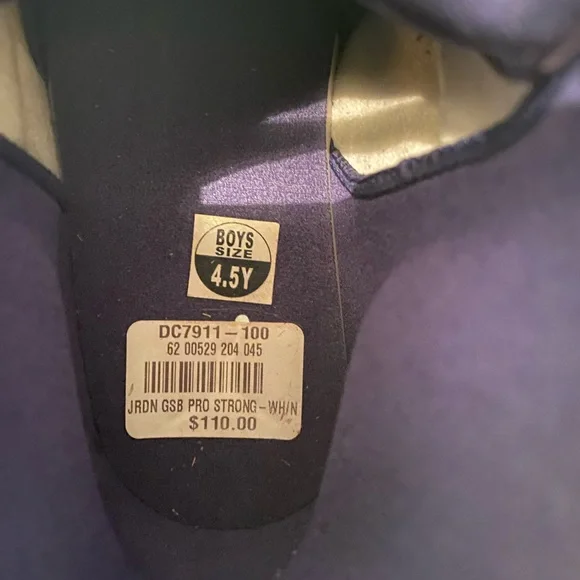 BOYS
SIZE
4.5Y
DC7911-100
62 00529 204 045
JRDN GSB PRO STRONG-WH/N
$110.00